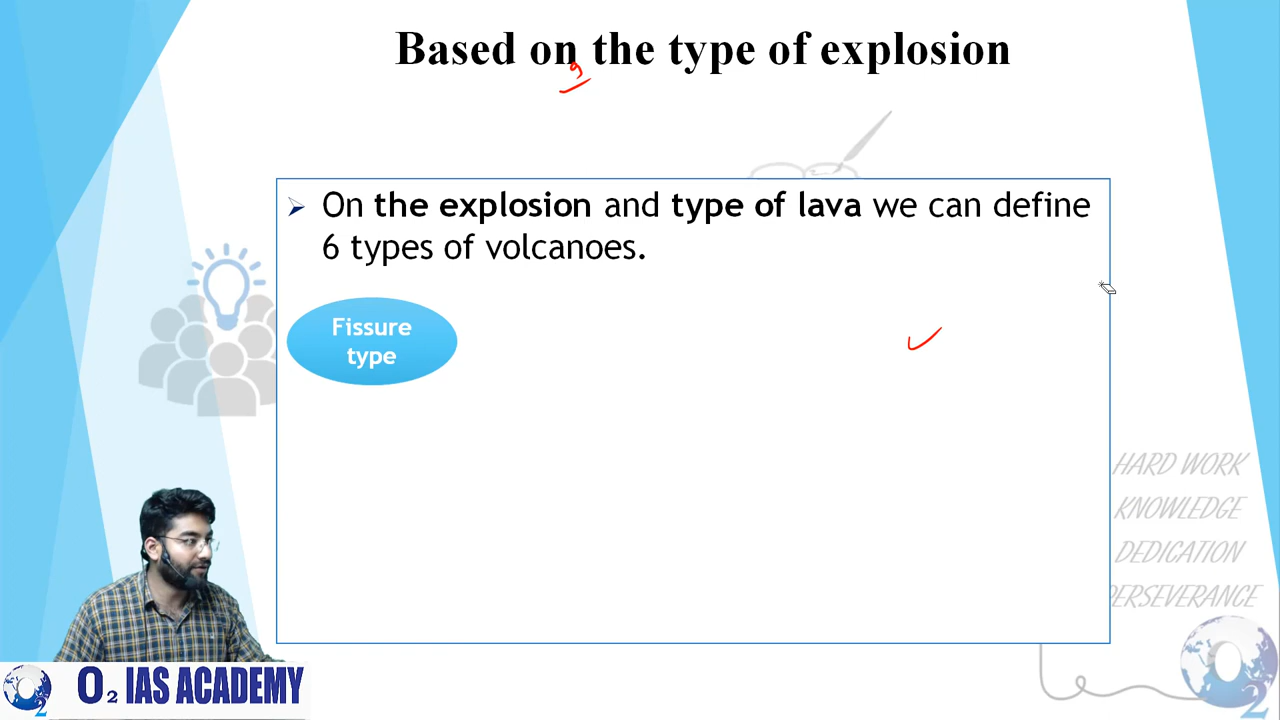 Based on the type of explosion
On the explosion and type of lava we can define
6 types of volcanoes.
Fissure
type
HARD WORK
KNOWLEDGE
DEDICATION
PERSEVERANCE
O2 IAS ACADEMY
O2